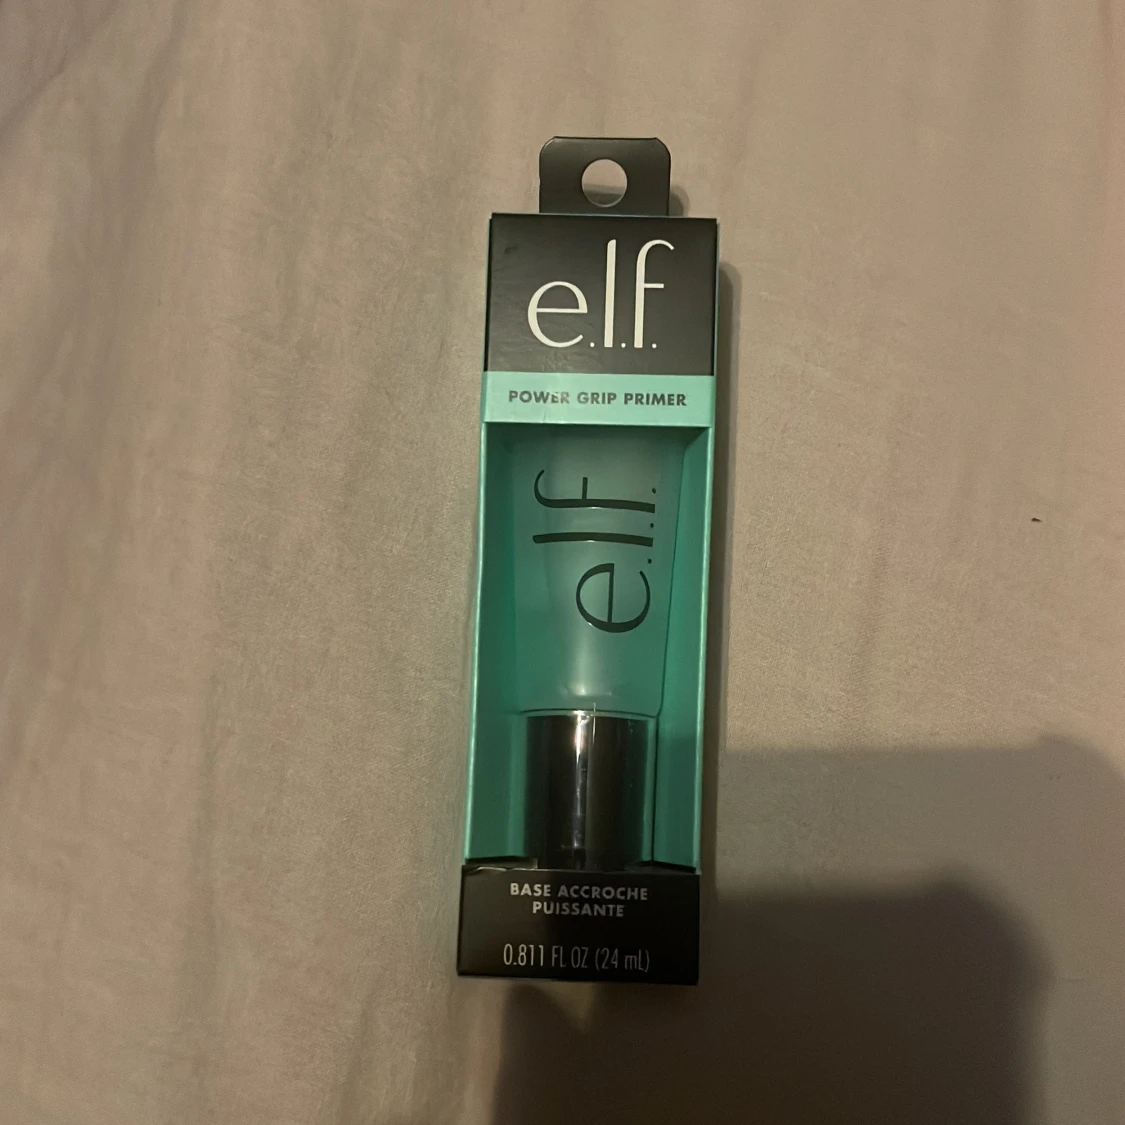 e.l.f.
POWER GRIP PRIMER
e.l.f.
BASE ACCROCHE
PUISSANTE
0.811 FL OZ (24 mL)